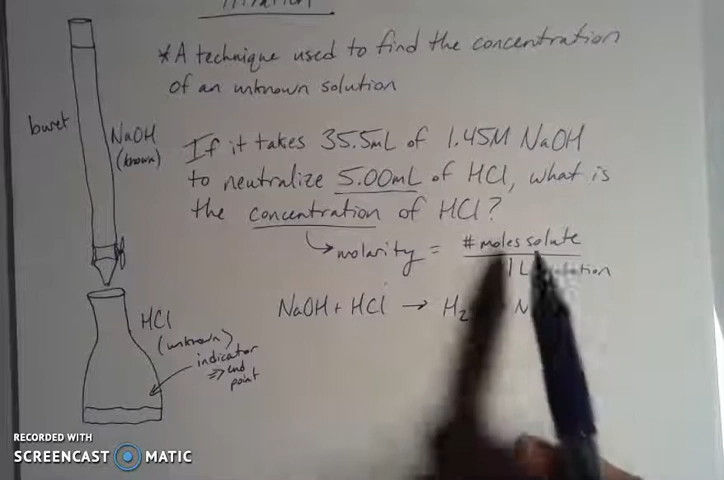 *A technique used to find the concentration
of an unknown solution
buret
NaOH
(known)
If it takes 35.5mL of 1.45M NaOH
to neutralize 5.00mL of HCl, what is
the concentration of HCl?
molarity = # moles solute
1 L
NaOH + HCl → H2
HCl
(unknown)
indicator
⇒ end
point
RECORDED WITH
SCREENCAST MATIC